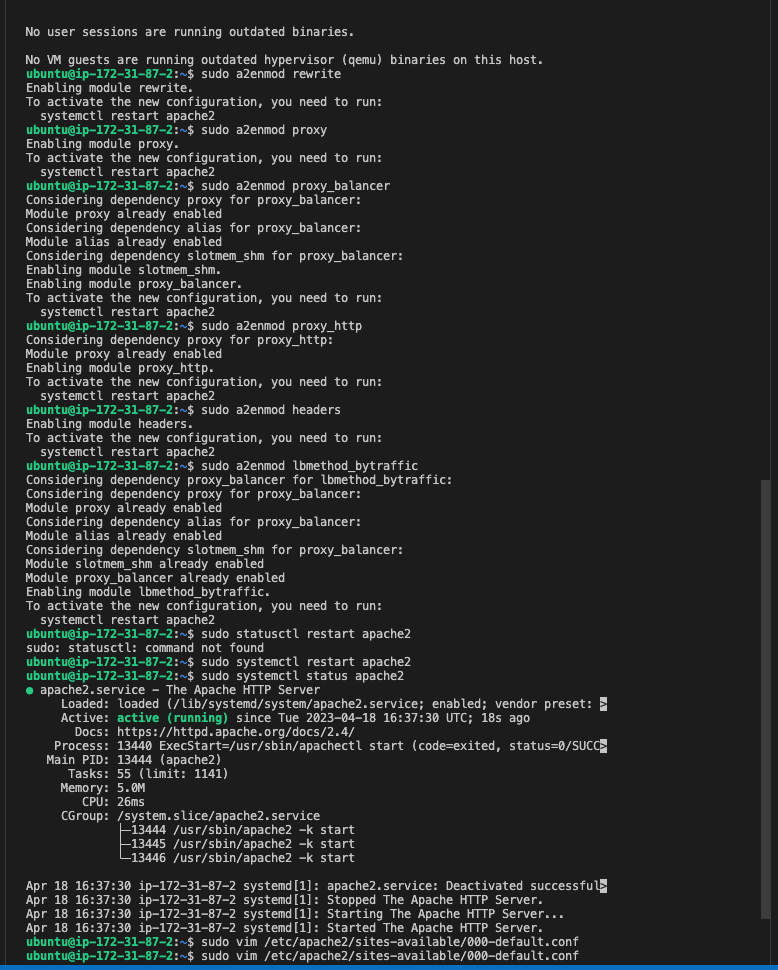 No user sessions are running outdated binaries.
No VM guests are running outdated hypervisor (qemu) binaries on this host.
ubuntu@ip-172-31-87-2:~$ sudo a2enmod rewrite
Enabling module rewrite.
To activate the new configuration, you need to run:
  systemctl restart apache2
ubuntu@ip-172-31-87-2:~$ sudo a2enmod proxy
Enabling module proxy.
To activate the new configuration, you need to run:
  systemctl restart apache2
ubuntu@ip-172-31-87-2:~$ sudo a2enmod proxy_balancer
Considering dependency proxy for proxy_balancer:
Module proxy already enabled
Considering dependency alias for proxy_balancer:
Module alias already enabled
Considering dependency slotmem_shm for proxy_balancer:
Enabling module slotmem_shm.
Enabling module proxy_balancer.
To activate the new configuration, you need to run:
  systemctl restart apache2
ubuntu@ip-172-31-87-2:~$ sudo a2enmod proxy_http
Considering dependency proxy for proxy_http:
Module proxy already enabled
Enabling module proxy_http.
To activate the new configuration, you need to run:
  systemctl restart apache2
ubuntu@ip-172-31-87-2:~$ sudo a2enmod headers
Enabling module headers.
To activate the new configuration, you need to run:
  systemctl restart apache2
ubuntu@ip-172-31-87-2:~$ sudo a2enmod lbmethod_bytraffic
Considering dependency proxy_balancer for lbmethod_bytraffic:
Considering dependency proxy for proxy_balancer:
Module proxy already enabled
Considering dependency alias for proxy_balancer:
Module alias already enabled
Considering dependency slotmem_shm for proxy_balancer:
Module slotmem_shm already enabled
Module proxy_balancer already enabled
Enabling module lbmethod_bytraffic.
To activate the new configuration, you need to run:
  systemctl restart apache2
ubuntu@ip-172-31-87-2:~$ sudo statusctl restart apache2
sudo: statusctl: command not found
ubuntu@ip-172-31-87-2:~$ sudo systemctl restart apache2
ubuntu@ip-172-31-87-2:~$ sudo systemctl status apache2
● apache2.service - The Apache HTTP Server
     Loaded: loaded (/lib/systemd/system/apache2.service; enabled; vendor preset: >
     Active: active (running) since Tue 2023-04-18 16:37:30 UTC; 18s ago
       Docs: https://httpd.apache.org/docs/2.4/
    Process: 13440 ExecStart=/usr/sbin/apachectl start (code=exited, status=0/SUCC>
   Main PID: 13444 (apache2)
      Tasks: 55 (limit: 1141)
     Memory: 5.0M
        CPU: 26ms
     CGroup: /system.slice/apache2.service
             ├─13444 /usr/sbin/apache2 -k start
             ├─13445 /usr/sbin/apache2 -k start
             └─13446 /usr/sbin/apache2 -k start
Apr 18 16:37:30 ip-172-31-87-2 systemd[1]: apache2.service: Deactivated successful>
Apr 18 16:37:30 ip-172-31-87-2 systemd[1]: Stopped The Apache HTTP Server.
Apr 18 16:37:30 ip-172-31-87-2 systemd[1]: Starting The Apache HTTP Server...
Apr 18 16:37:30 ip-172-31-87-2 systemd[1]: Started The Apache HTTP Server.
ubuntu@ip-172-31-87-2:~$ sudo vim /etc/apache2/sites-available/000-default.conf
ubuntu@ip-172-31-87-2:~$ sudo vim /etc/apache2/sites-available/000-default.conf